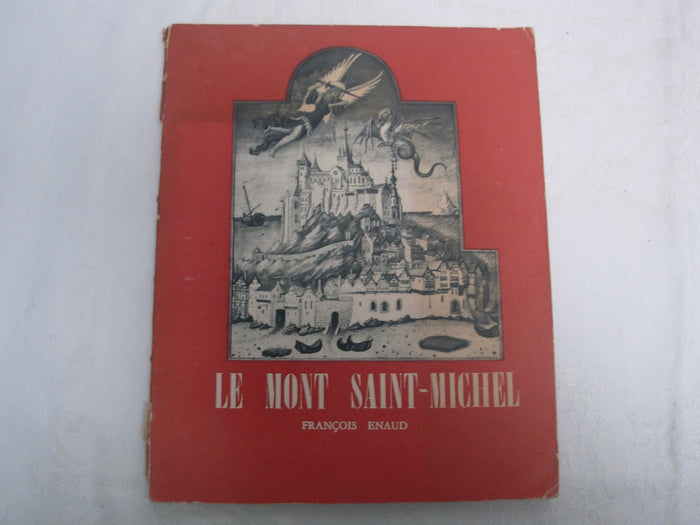 LE MONT SAINT-MICHEL
FRANÇOIS ENAUD